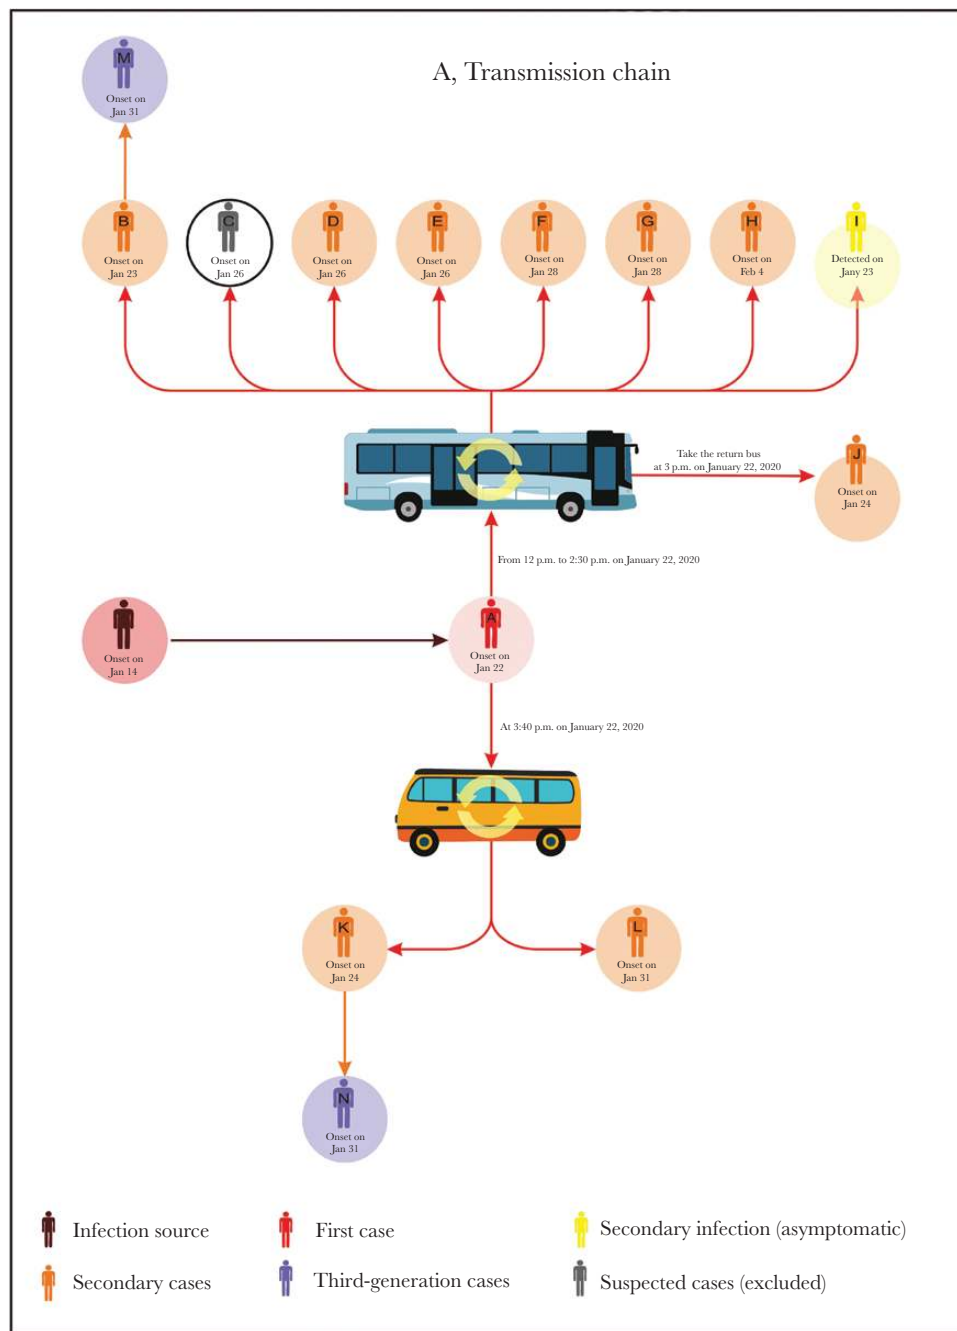 A, Transmission chain
M
Onset on
Jan 31
B
Onset on
Jan 23
C
Onset on
Jan 26
D
Onset on
Jan 26
E
Onset on
Jan 26
F
Onset on
Jan 28
G
Onset on
Jan 28
H
Onset on
Feb 4
I
Detected on
Jany 23
Take the return bus
at 3 p.m. on January 22, 2020
J
Onset on
Jan 24
From 12 p.m. to 2:30 p.m. on January 22, 2020
Onset on
Jan 14
A
Onset on
Jan 22
At 3:40 p.m. on January 22, 2020
K
Onset on
Jan 24
L
Onset on
Jan 31
N
Onset on
Jan 31
Infection source
First case
Secondary infection (asymptomatic)
Secondary cases
Third-generation cases
Suspected cases (excluded)